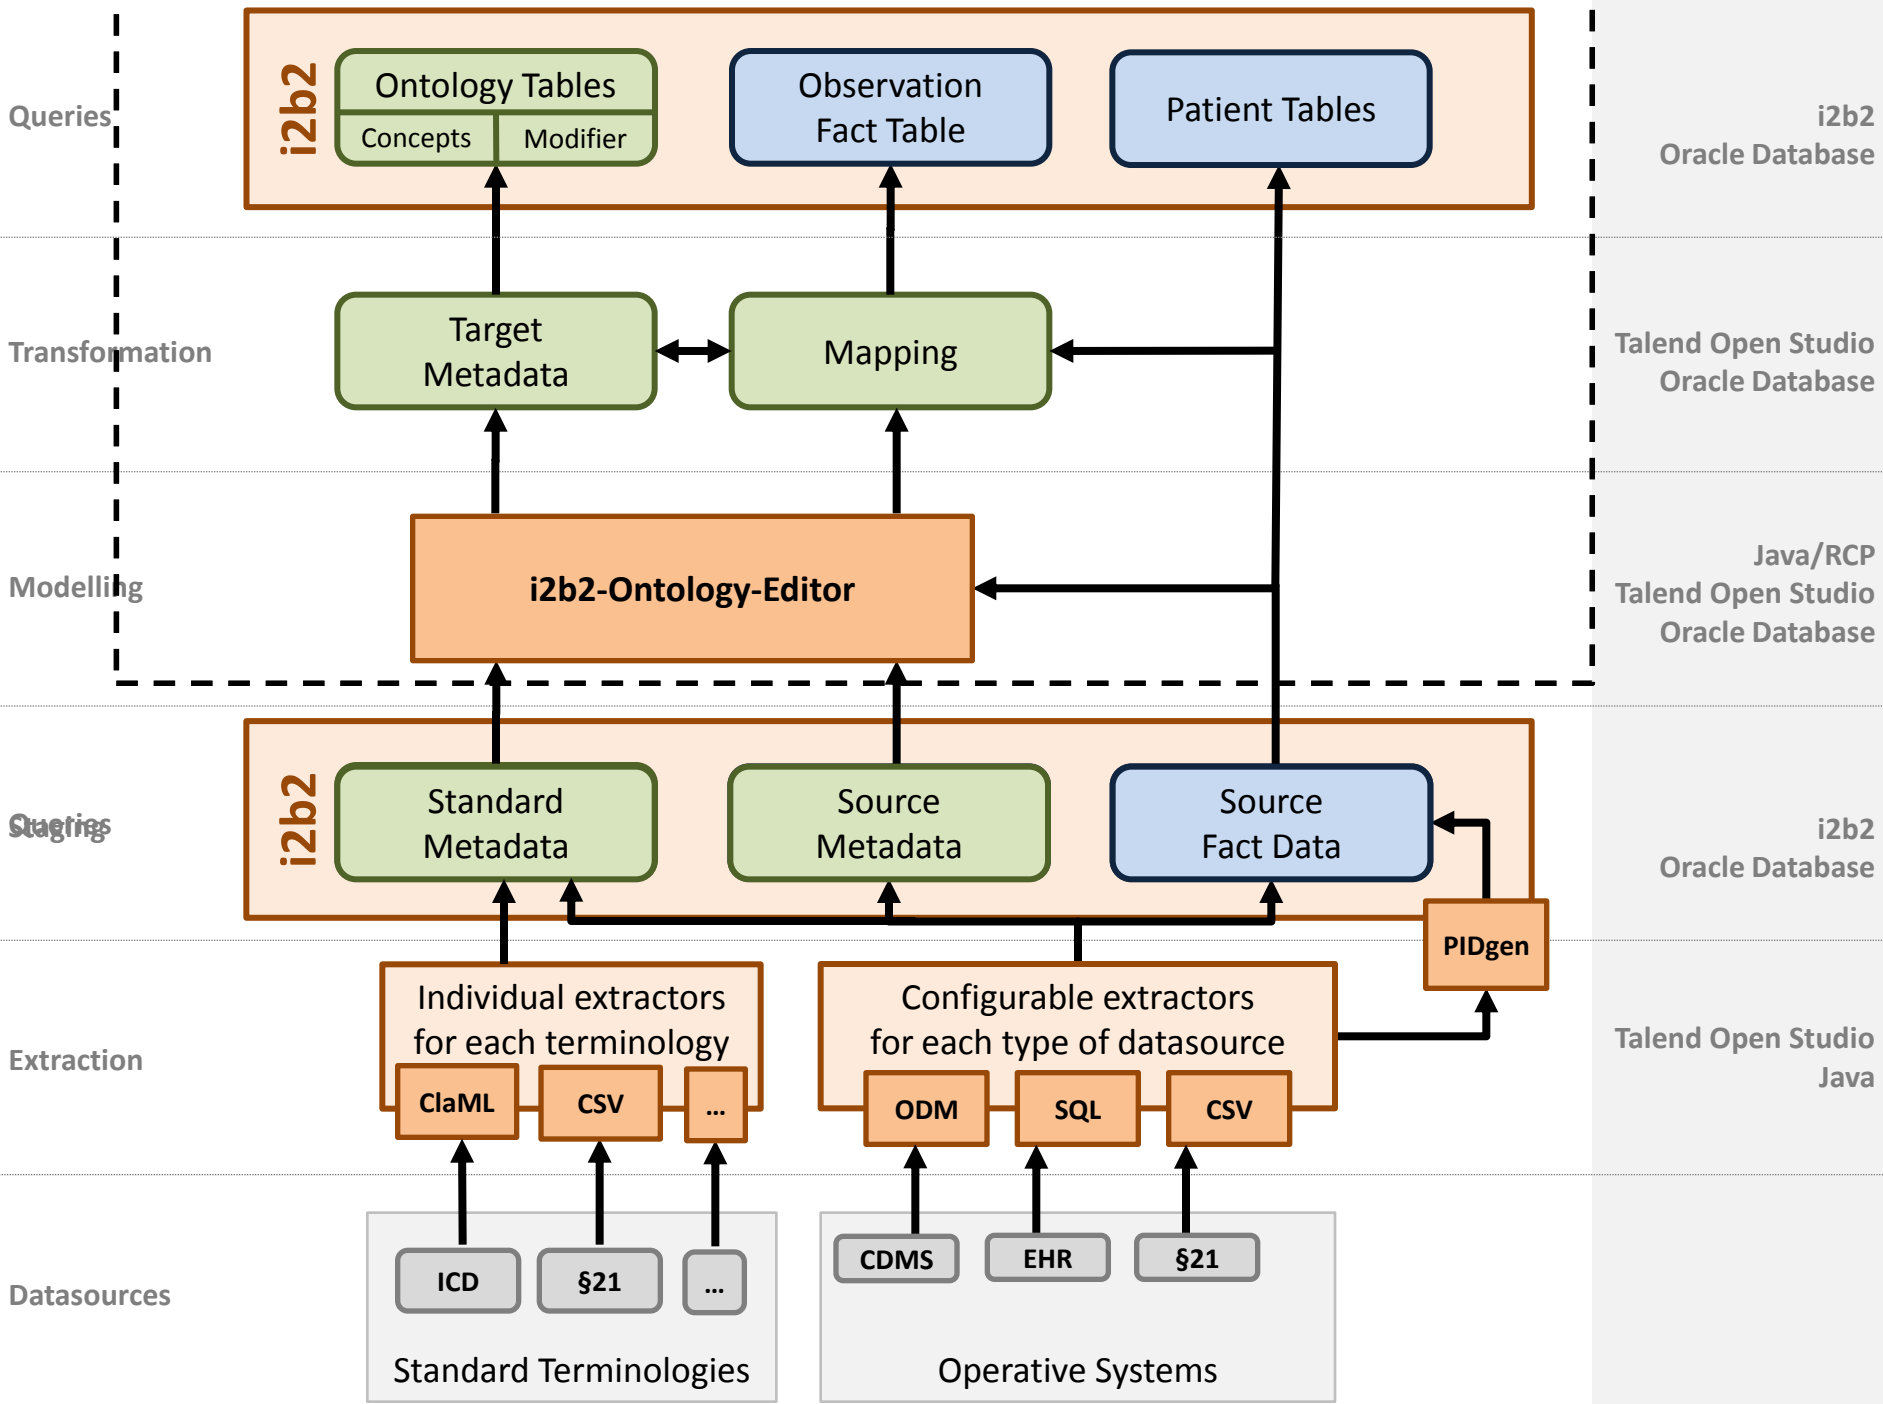 Queries
i2b2
Ontology Tables
Concepts
Modifier
Observation
Fact Table
Patient Tables
i2b2
Oracle Database
Transformation
Target
Metadata
Mapping
Talend Open Studio
Oracle Database
Modelling
i2b2-Ontology-Editor
Java/RCP
Talend Open Studio
Oracle Database
Queries
Staging
i2b2
Standard
Metadata
Source
Metadata
Source
Fact Data
i2b2
Oracle Database
PIDgen
Extraction
Individual extractors
for each terminology
ClaML
CSV
...
Configurable extractors
for each type of datasource
ODM
SQL
CSV
Talend Open Studio
Java
Datasources
ICD
§21
...
Standard Terminologies
CDMS
EHR
§21
Operative Systems